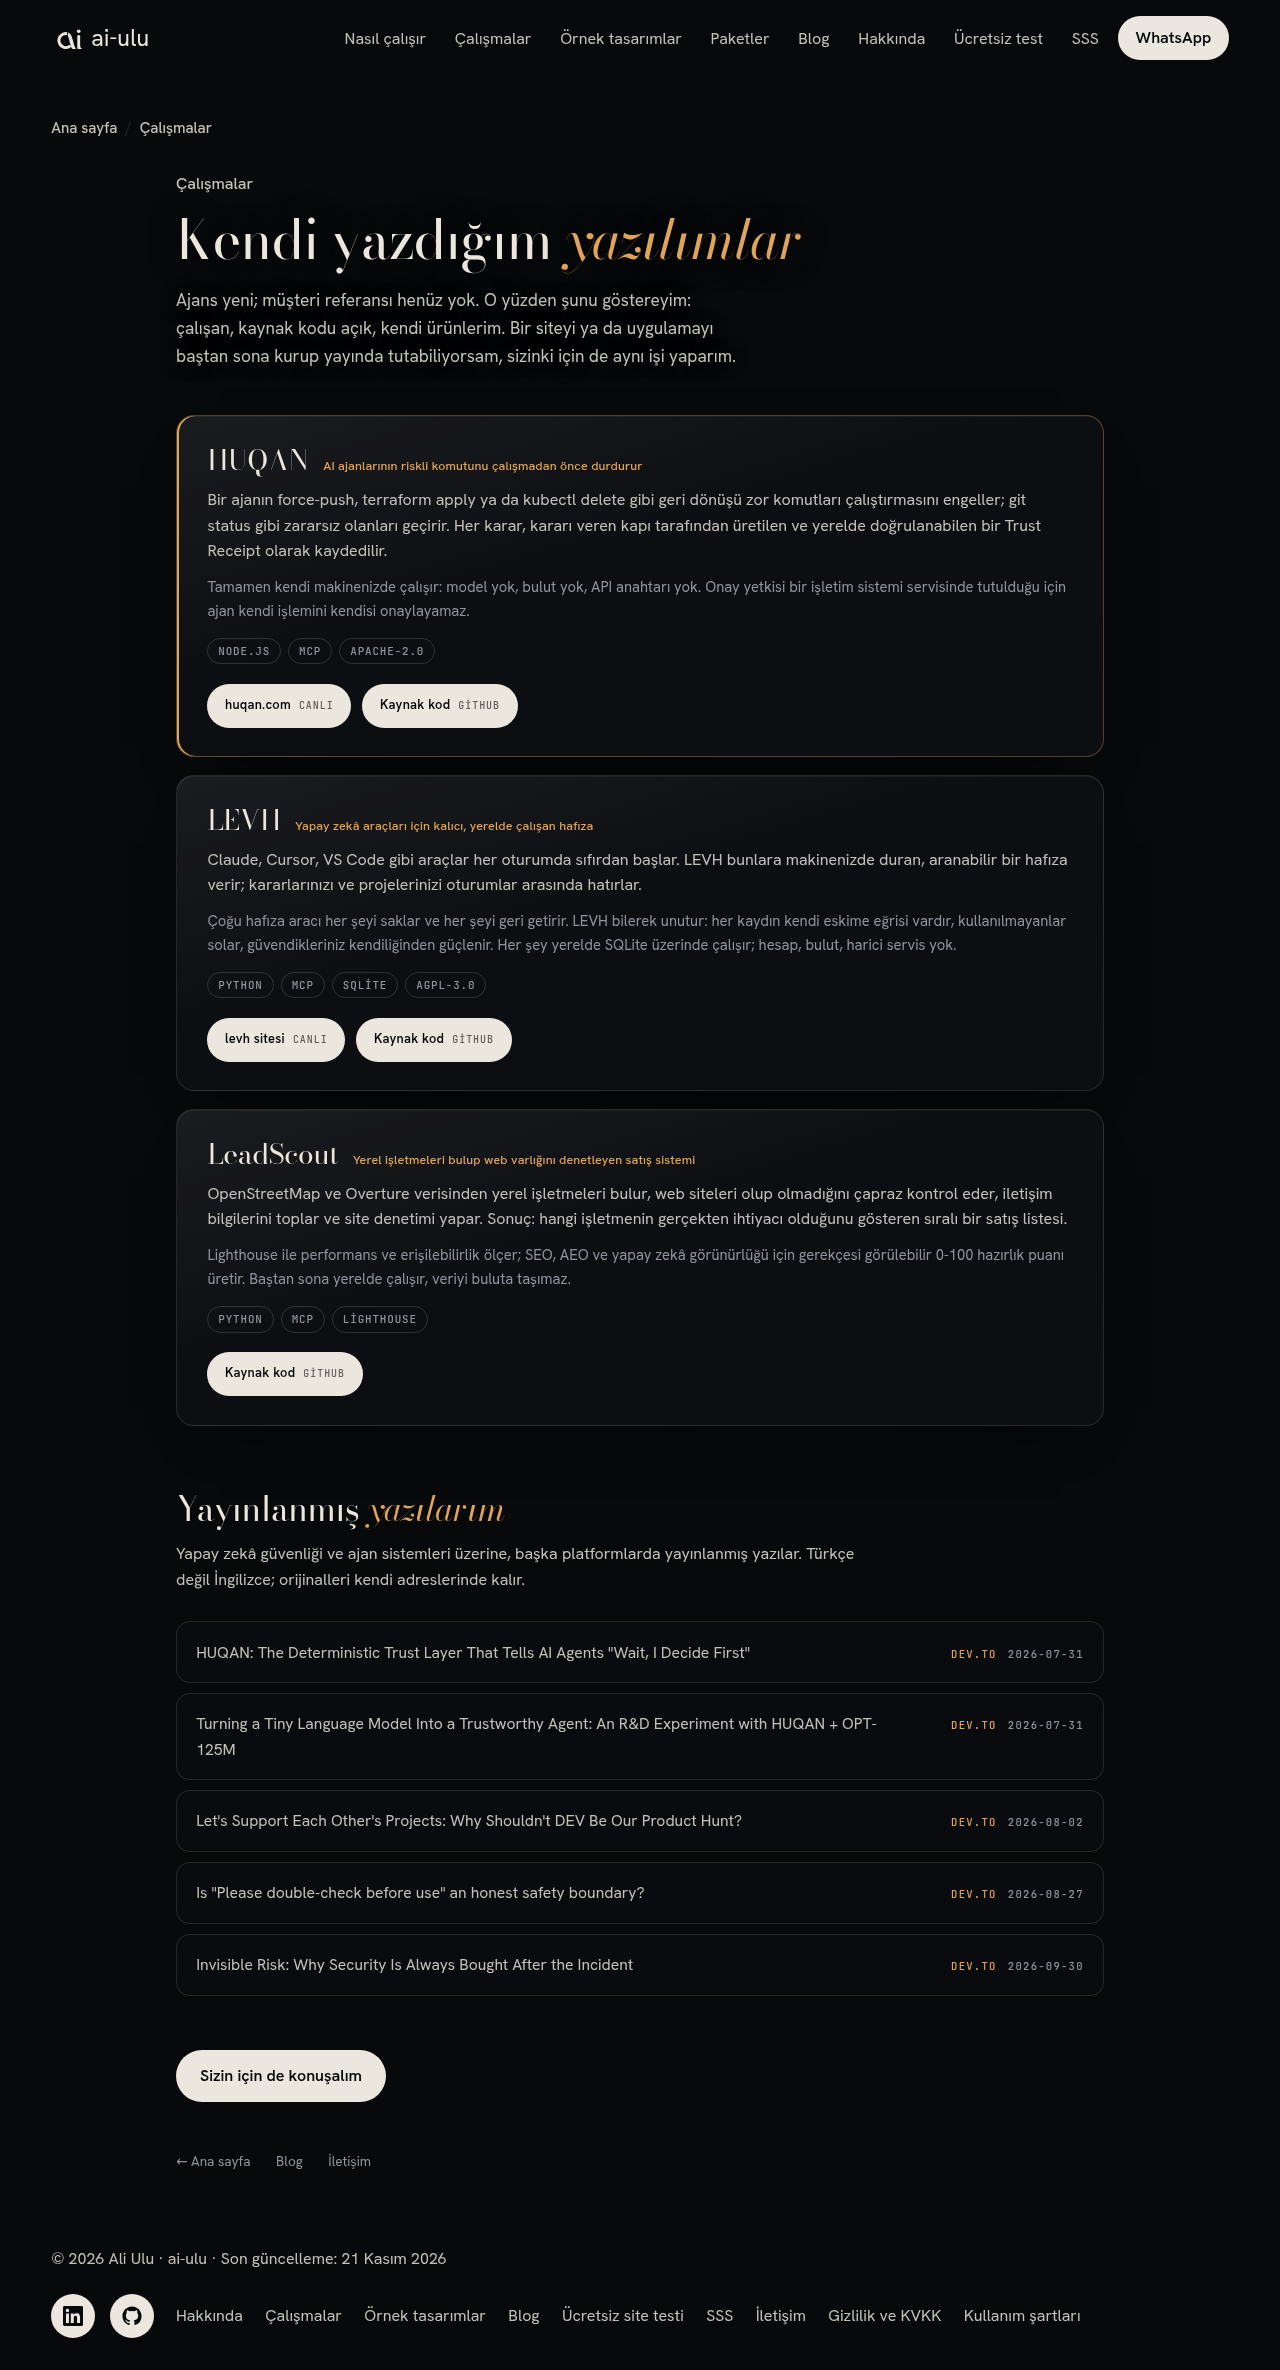 ai ai-ulu
Nasıl çalışır Çalışmalar Örnek tasarımlar Paketler Blog Hakkında Ücretsiz test SSS WhatsApp
Ana sayfa / Çalışmalar
Çalışmalar
Kendi yazdığım yazılımlar
Ajans yeni; müşteri referansı henüz yok. O yüzden şunu göstereyim:
çalışan, kaynak kodu açık, kendi ürünlerim. Bir siteyi ya da uygulamayı
baştan sona kurup yayında tutabiliyorsam, sizinki için de aynı işi yaparım.
HUQAN AI ajanlarının riskli komutunu çalışmadan önce durdurur
Bir ajanın force-push, terraform apply ya da kubectl delete gibi geri dönüşü zor komutları çalıştırmasını engeller; git
status gibi zararsız olanları geçirir. Her karar, kararı veren kapı tarafından üretilen ve yerelde doğrulanabilen bir Trust
Receipt olarak kaydedilir.
Tamamen kendi makinenizde çalışır: model yok, bulut yok, API anahtarı yok. Onay yetkisi bir işletim sistemi servisinde tutulduğu için
ajan kendi işlemini kendisi onaylayamaz.
NODE.JS MCP APACHE-2.0
huqan.com CANLI Kaynak kod GİTHUB
LEVH Yapay zekâ araçları için kalıcı, yerelde çalışan hafıza
Claude, Cursor, VS Code gibi araçlar her oturumda sıfırdan başlar. LEVH bunlara makinenizde duran, aranabilir bir hafıza
verir; kararlarınızı ve projelerinizi oturumlar arasında hatırlar.
Çoğu hafıza aracı her şeyi saklar ve her şeyi geri getirir. LEVH bilerek unutur: her kaydın kendi eskime eğrisi vardır, kullanılmayanlar
solar, güvendikleriniz kendiliğinden güçlenir. Her şey yerelde SQLite üzerinde çalışır; hesap, bulut, harici servis yok.
PYTHON MCP SQLİTE AGPL-3.0
levh sitesi CANLI Kaynak kod GİTHUB
LeadScout Yerel işletmeleri bulup web varlığını denetleyen satış sistemi
OpenStreetMap ve Overture verisinden yerel işletmeleri bulur, web siteleri olup olmadığını çapraz kontrol eder, iletişim
bilgilerini toplar ve site denetimi yapar. Sonuç: hangi işletmenin gerçekten ihtiyacı olduğunu gösteren sıralı bir satış listesi.
Lighthouse ile performans ve erişilebilirlik ölçer; SEO, AEO ve yapay zekâ görünürlüğü için gerekçesi görülebilir 0-100 hazırlık puanı
üretir. Baştan sona yerelde çalışır, veriyi buluta taşımaz.
PYTHON MCP LİGHTHOUSE
Kaynak kod GİTHUB
Yayınlanmış yazılarım
Yapay zekâ güvenliği ve ajan sistemleri üzerine, başka platformlarda yayınlanmış yazılar. Türkçe
değil İngilizce; orijinalleri kendi adreslerinde kalır.
HUQAN: The Deterministic Trust Layer That Tells AI Agents "Wait, I Decide First" DEV.TO 2026-07-31
Turning a Tiny Language Model Into a Trustworthy Agent: An R&D Experiment with HUQAN + OPT-
125M DEV.TO 2026-07-31
Let's Support Each Other's Projects: Why Shouldn't DEV Be Our Product Hunt? DEV.TO 2026-08-02
Is "Please double-check before use" an honest safety boundary? DEV.TO 2026-08-27
Invisible Risk: Why Security Is Always Bought After the Incident DEV.TO 2026-09-30
Sizin için de konuşalım
← Ana sayfa Blog İletişim
© 2026 Ali Ulu · ai-ulu · Son güncelleme: 21 Kasım 2026
Hakkında Çalışmalar Örnek tasarımlar Blog Ücretsiz site testi SSS İletişim Gizlilik ve KVKK Kullanım şartları